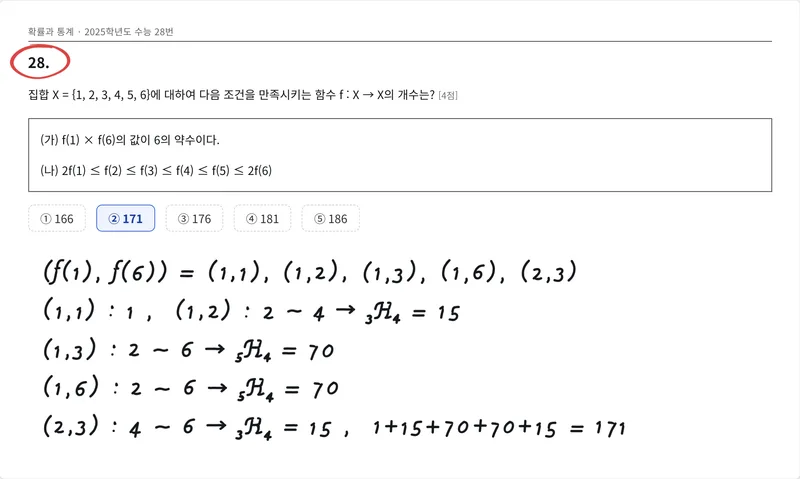 확률과 통계 · 2025학년도 수능 28번
28.
집합 X = {1, 2, 3, 4, 5, 6}에 대하여 다음 조건을 만족시키는 함수 f : X → X의 개수는? [4점]
(가) f(1) × f(6)의 값이 6의 약수이다.
(나) 2f(1) ≤ f(2) ≤ f(3) ≤ f(4) ≤ f(5) ≤ 2f(6)
① 166 ② 171 ③ 176 ④ 181 ⑤ 186
(f(1), f(6)) = (1,1), (1,2), (1,3), (1,6), (2,3)
(1,1) : 1 , (1,2) : 2 ~ 4 → ₃H₄ = 15
(1,3) : 2 ~ 6 → ₅H₄ = 70
(1,6) : 2 ~ 6 → ₅H₄ = 70
(2,3) : 4 ~ 6 → ₃H₄ = 15 , 1+15+70+70+15 = 171